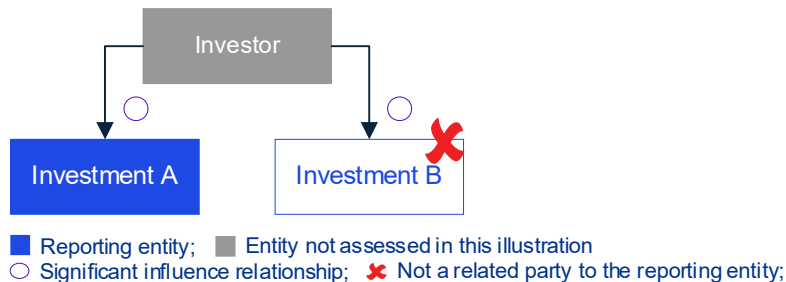 Investor
Investment A
Investment B
Reporting entity; Entity not assessed in this illustration
Significant influence relationship; Not a related party to the reporting entity;